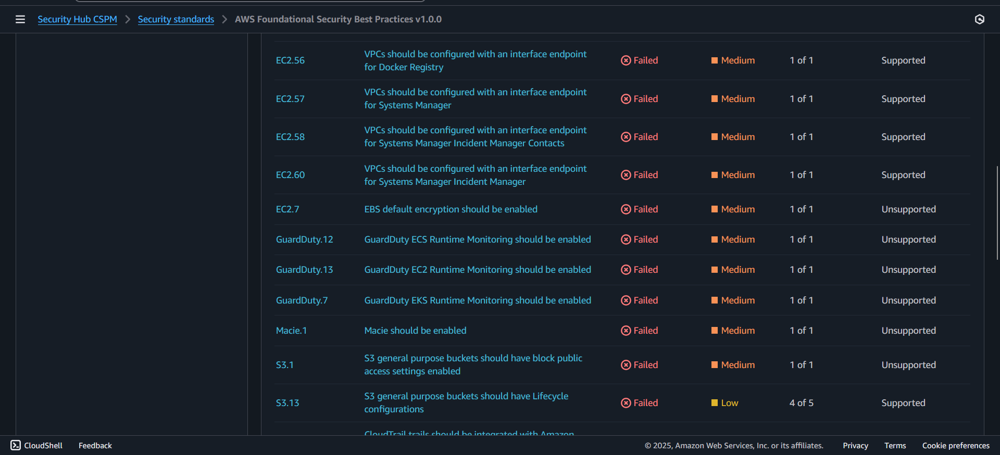 Security Hub CSPM > Security standards > AWS Foundational Security Best Practices v1.0.0
EC2.56 VPCs should be configured with an interface endpoint for Docker Registry Failed Medium 1 of 1 Supported
EC2.57 VPCs should be configured with an interface endpoint for Systems Manager Failed Medium 1 of 1 Supported
EC2.58 VPCs should be configured with an interface endpoint for Systems Manager Incident Manager Contacts Failed Medium 1 of 1 Supported
EC2.60 VPCs should be configured with an interface endpoint for Systems Manager Incident Manager Failed Medium 1 of 1 Supported
EC2.7 EBS default encryption should be enabled Failed Medium 1 of 1 Unsupported
GuardDuty.12 GuardDuty ECS Runtime Monitoring should be enabled Failed Medium 1 of 1 Unsupported
GuardDuty.13 GuardDuty EC2 Runtime Monitoring should be enabled Failed Medium 1 of 1 Unsupported
GuardDuty.7 GuardDuty EKS Runtime Monitoring should be enabled Failed Medium 1 of 1 Unsupported
Macie.1 Macie should be enabled Failed Medium 1 of 1 Unsupported
S3.1 S3 general purpose buckets should have block public access settings enabled Failed Medium 1 of 1 Unsupported
S3.13 S3 general purpose buckets should have Lifecycle configurations Failed Low 4 of 5 Supported
CloudTrail trails should be integrated with Amazon
CloudShell Feedback © 2025, Amazon Web Services, Inc. or its affiliates. Privacy Terms Cookie preferences